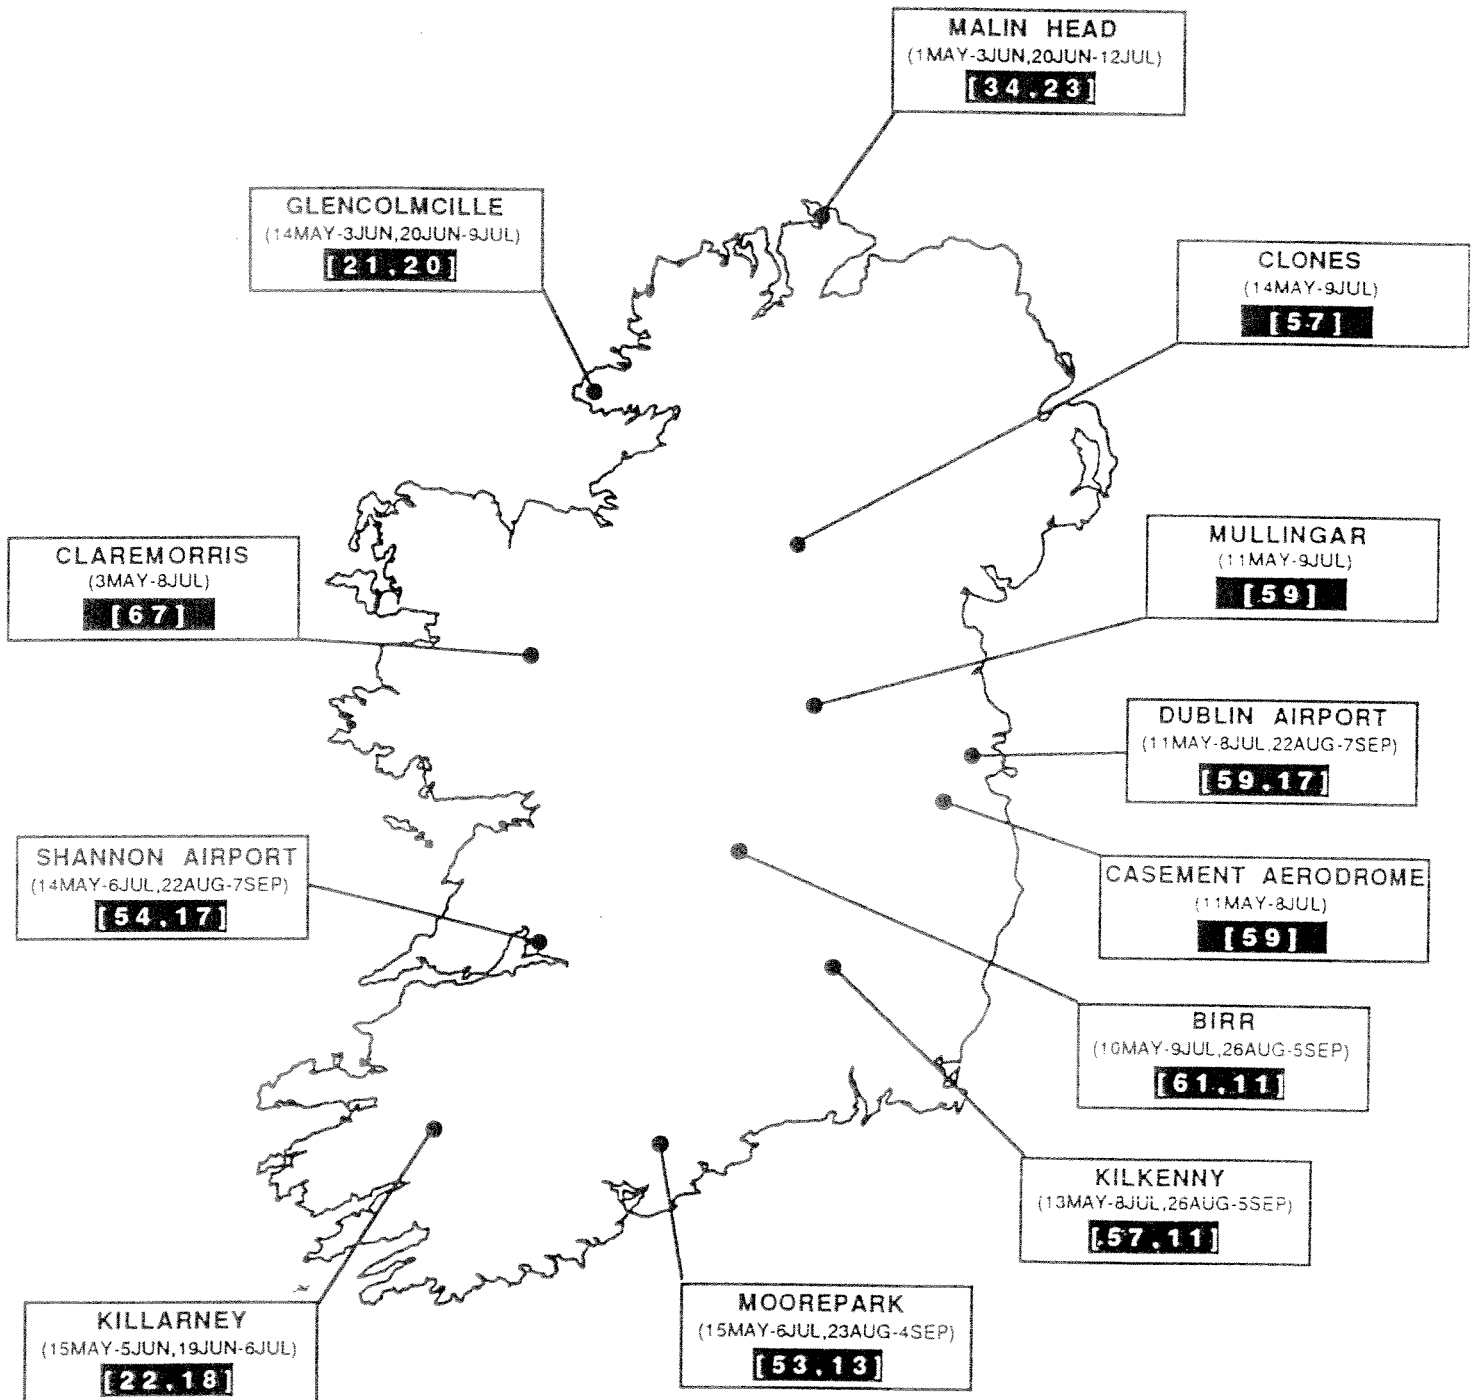 MALIN HEAD
(1MAY-3JUN,20JUN-12JUL)
[34.23]
GLENCOLMCILLE
(14MAY-3JUN,20JUN-9JUL)
[21.20]
CLONES
(14MAY-9JUL)
[57]
CLAREMORRIS
(3MAY-8JUL)
[67]
MULLINGAR
(11MAY-9JUL)
[59]
DUBLIN AIRPORT
(11MAY-8JUL,22AUG-7SEP)
[59.17]
SHANNON AIRPORT
(14MAY-6JUL,22AUG-7SEP)
[54.17]
CASEMENT AERODROME
(11MAY-8JUL)
[59]
BIRR
(10MAY-9JUL,26AUG-5SEP)
[61.11]
KILKENNY
(13MAY-8JUL,26AUG-5SEP)
[57.11]
MOOREPARK
(15MAY-6JUL,23AUG-4SEP)
[53.13]
KILLARNEY
(15MAY-5JUN,19JUN-6JUL)
[22.18]